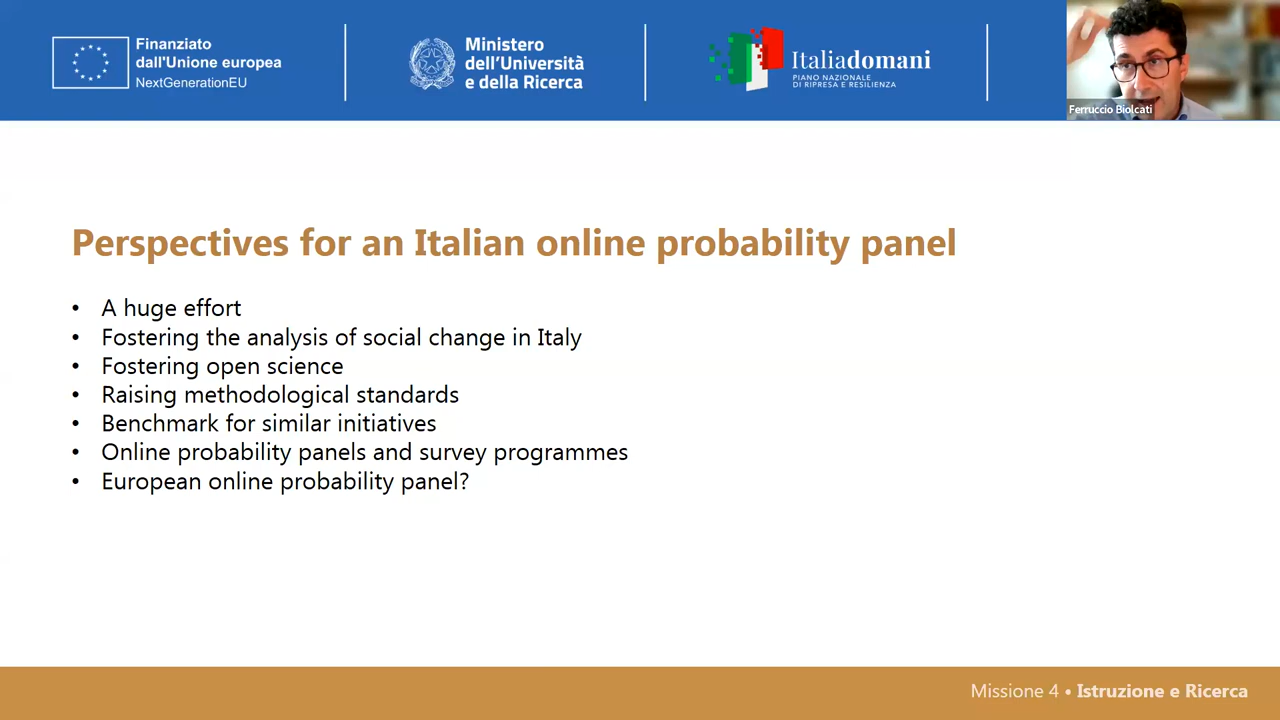 Finanziato
dall'Unione europea
NextGenerationEU
Ministero
dell'Università
e della Ricerca
Italiadomani
PIANO NAZIONALE
DI RIPRESA E RESILIENZA
Ferruccio Biolcati
Perspectives for an Italian online probability panel
• A huge effort
• Fostering the analysis of social change in Italy
• Fostering open science
• Raising methodological standards
• Benchmark for similar initiatives
• Online probability panels and survey programmes
• European online probability panel?
Missione 4 • Istruzione e Ricerca